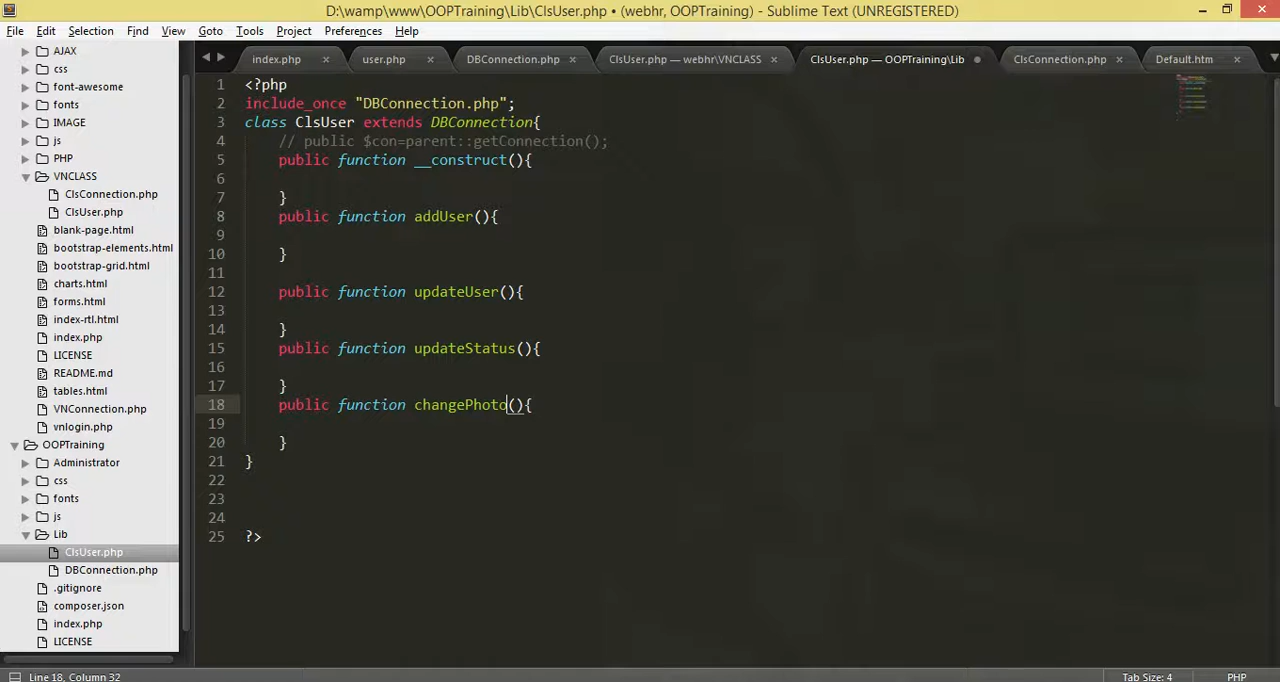 D:\wamp\www\OOPTraining\Lib\ClsUser.php • (webhr, OOPTraining) - Sublime Text (UNREGISTERED)
File Edit Selection Find View Goto Tools Project Preferences Help
index.php × user.php × DBConnection.php × ClsUser.php — webhr\VNCLASS × ClsUser.php — OOPTraining\Lib • ClsConnection.php × Default.htm ×
AJAX
css
font-awesome
fonts
IMAGE
js
PHP
VNCLASS
ClsConnection.php
ClsUser.php
blank-page.html
bootstrap-elements.html
bootstrap-grid.html
charts.html
forms.html
index-rtl.html
index.php
LICENSE
README.md
tables.html
VNConnection.php
vnlogin.php
OOPTraining
Administrator
css
fonts
js
Lib
ClsUser.php
DBConnection.php
.gitignore
composer.json
index.php
LICENSE
1 <?php
2 include_once "DBConnection.php";
3 class ClsUser extends DBConnection{
4 // public $con=parent::getConnection();
5 public function __construct(){
6
7 }
8 public function addUser(){
9
10 }
11
12 public function updateUser(){
13
14 }
15 public function updateStatus(){
16
17 }
18 public function changePhoto(){
19
20 }
21 }
22
23
24
25 ?>
Line 18, Column 32 Tab Size: 4 PHP